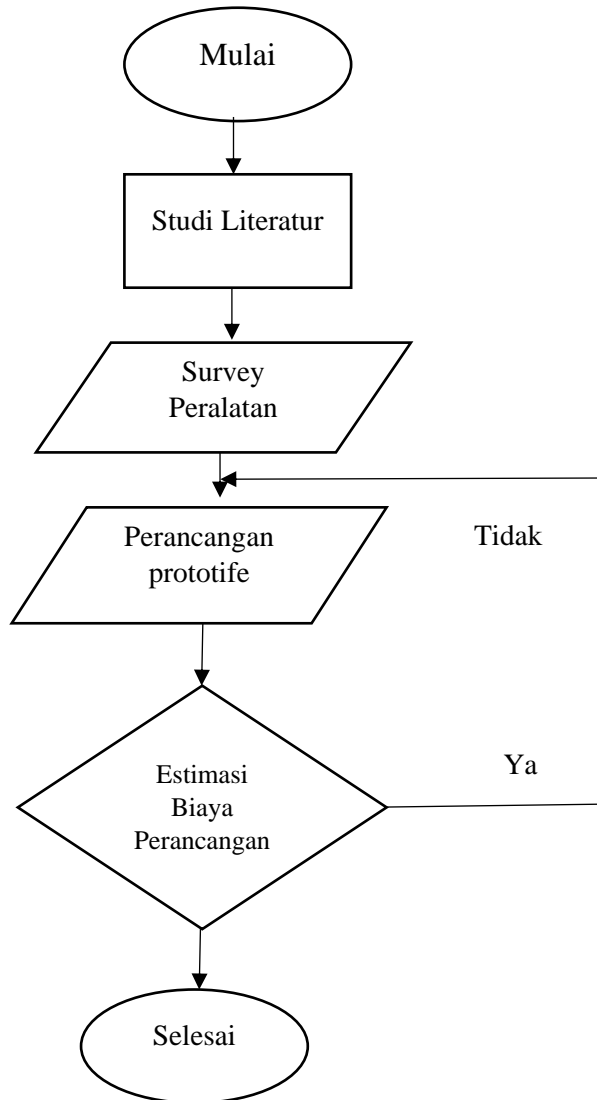 Mulai
Studi Literatur
Survey
Peralatan
Perancangan
prototife
Tidak
Estimasi
Biaya
Perancangan
Ya
Selesai